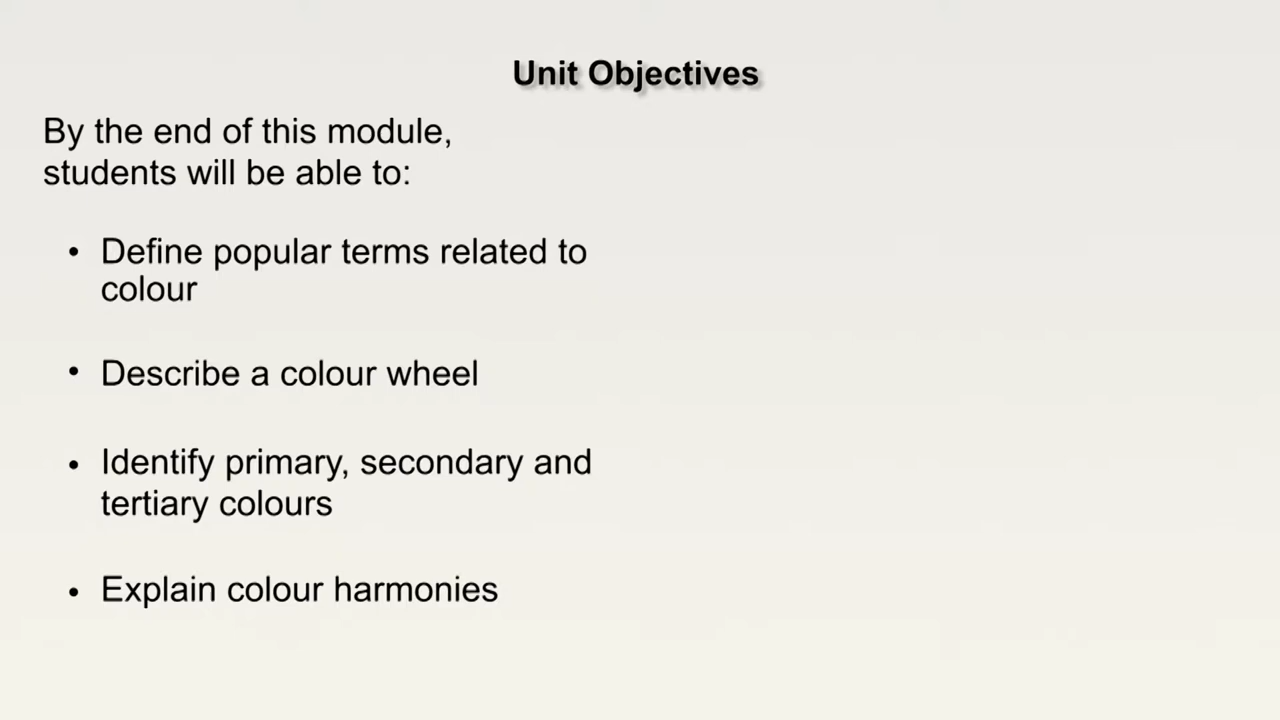 Unit Objectives
By the end of this module,
students will be able to:
• Define popular terms related to
colour
• Describe a colour wheel
• Identify primary, secondary and
tertiary colours
• Explain colour harmonies